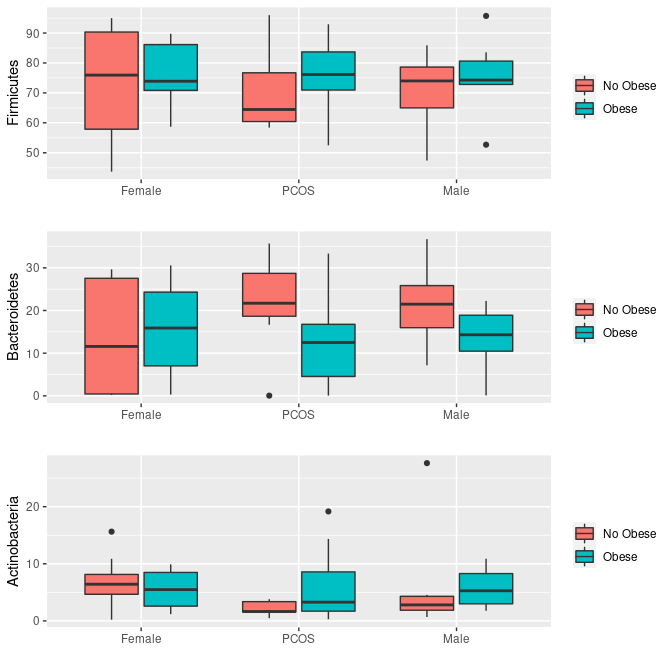 Firmicutes
90
80
70
60
50
Female PCOS Male
No Obese
Obese
Bacteroidetes
30
20
10
0
Female PCOS Male
No Obese
Obese
Actinobacteria
20
10
0
Female PCOS Male
No Obese
Obese